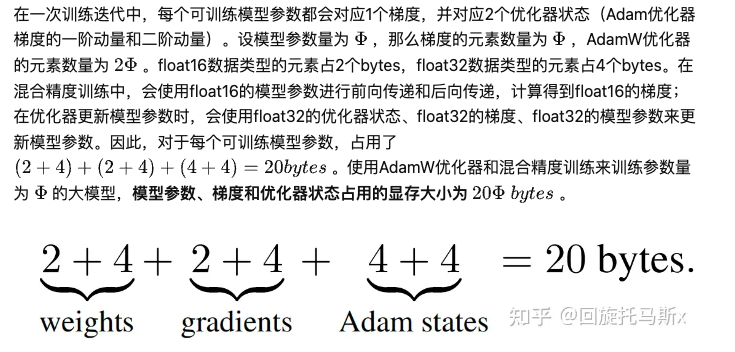 在一次训练迭代中，每个可训练模型参数都会对应1个梯度，并对应2个优化器状态（Adam优化器
梯度的一阶动量和二阶动量）。设模型参数量为 Φ，那么梯度的元素数量为 Φ，AdamW优化器
的元素数量为 2Φ。float16数据类型的元素占2个bytes，float32数据类型的元素占4个bytes。在
混合精度训练中，会使用float16的模型参数进行前向传递和后向传递，计算得到float16的梯度；
在优化器更新模型参数时，会使用float32的优化器状态、float32的梯度、float32的模型参数来更
新模型参数。因此，对于每个可训练模型参数，占用了
(2 + 4) + (2 + 4) + (4 + 4) = 20bytes 。使用AdamW优化器和混合精度训练来训练参数量
为 Φ 的大模型，模型参数、梯度和优化器状态占用的显存大小为 20Φ bytes 。
2 + 4 + 2 + 4 + 4 + 4 = 20 bytes.
weights gradients Adam states
知乎 @回旋托马斯x